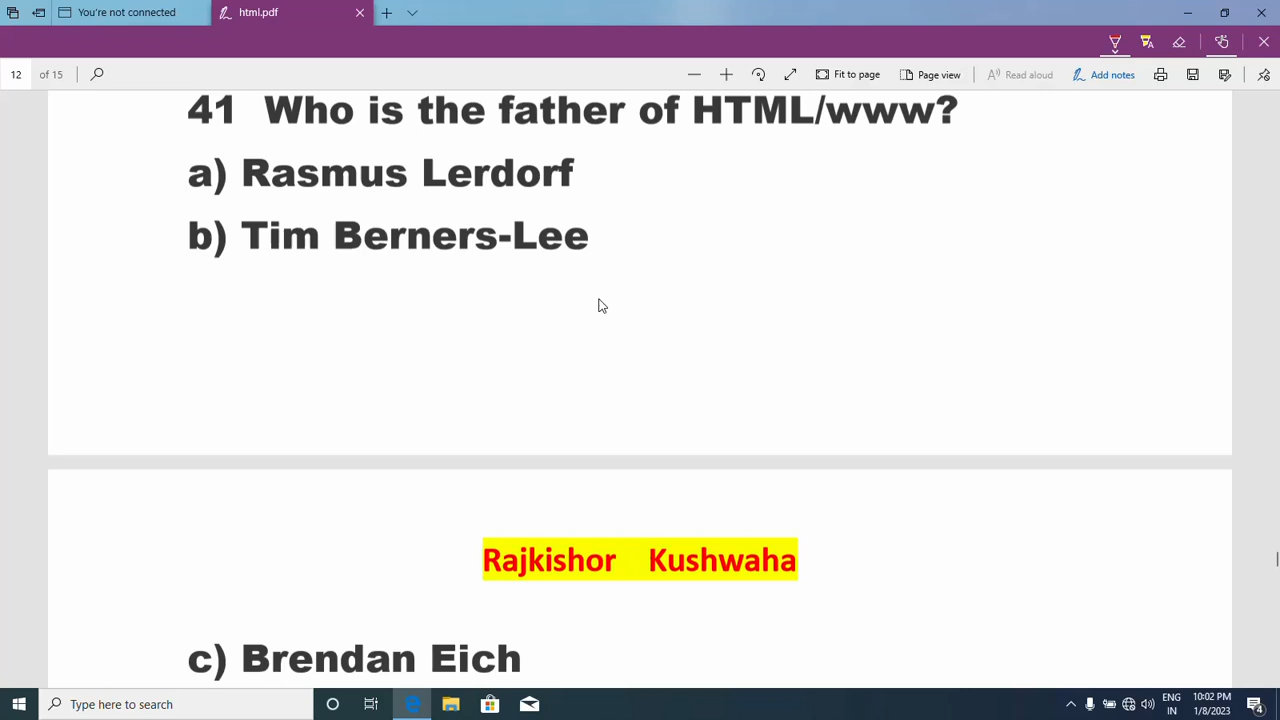 You're not connected
html.pdf
12 of 15
Fit to page
Page view
Read aloud
Add notes
41 Who is the father of HTML/www?
a) Rasmus Lerdorf
b) Tim Berners-Lee
Rajkishor Kushwaha
c) Brendan Eich
Type here to search
ENG
IN
10:02 PM
1/8/2023
4